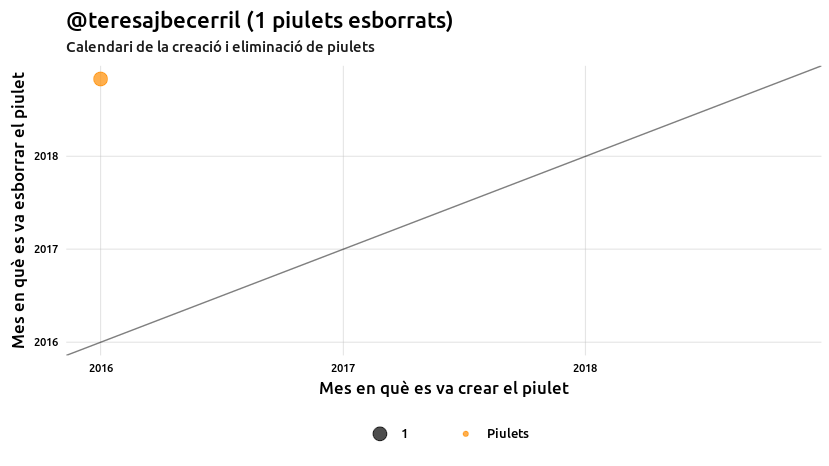 @teresajbecerril (1 piulets esborrats)
Calendari de la creació i eliminació de piulets
Mes en què es va esborrar el piulet
2018
2017
2016
2016 2017 2018
Mes en què es va crear el piulet
1 Piulets